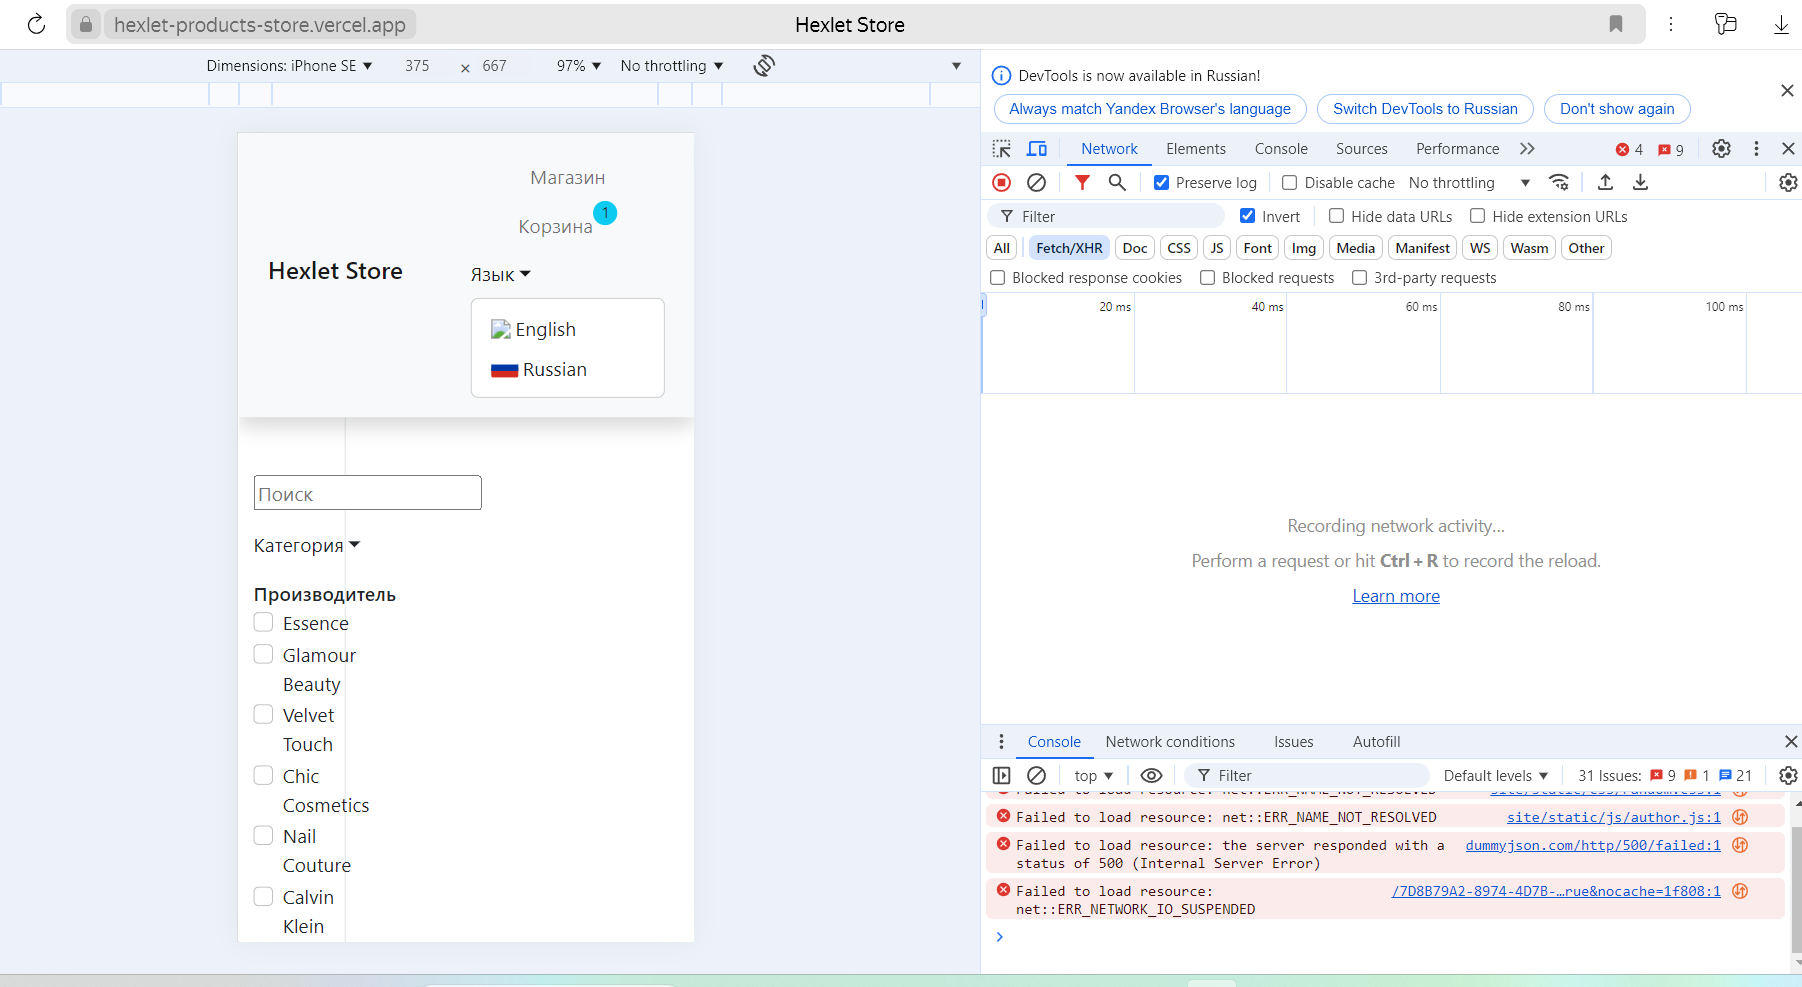 hexlet-products-store.vercel.app
Hexlet Store
Dimensions: iPhone SE
375 × 667
97%
No throttling
Магазин
Корзина
1
Hexlet Store
Язык
English
Russian
Поиск
Категория
Производитель
Essence
Glamour
Beauty
Velvet
Touch
Chic
Cosmetics
Nail
Couture
Calvin
Klein
DevTools is now available in Russian!
Always match Yandex Browser's language
Switch DevTools to Russian
Don't show again
Network Elements Console Sources Performance
4 9
Preserve log
Disable cache
No throttling
Filter
Invert
Hide data URLs
Hide extension URLs
All Fetch/XHR Doc CSS JS Font Img Media Manifest WS Wasm Other
Blocked response cookies
Blocked requests
3rd-party requests
20 ms 40 ms 60 ms 80 ms 100 ms
Recording network activity...
Perform a request or hit Ctrl + R to record the reload.
Learn more
Console Network conditions Issues Autofill
top
Filter
Default levels
31 Issues: 9 1 21
Failed to load resource: net::ERR_NAME_NOT_RESOLVED
Failed to load resource: net::ERR_NAME_NOT_RESOLVED site/static/js/author.js:1
Failed to load resource: the server responded with a dummyjson.com/http/500/failed:1
status of 500 (Internal Server Error)
Failed to load resource: /7D8B79A2-8974-4D7B-…rue&nocache=1f808:1
net::ERR_NETWORK_IO_SUSPENDED